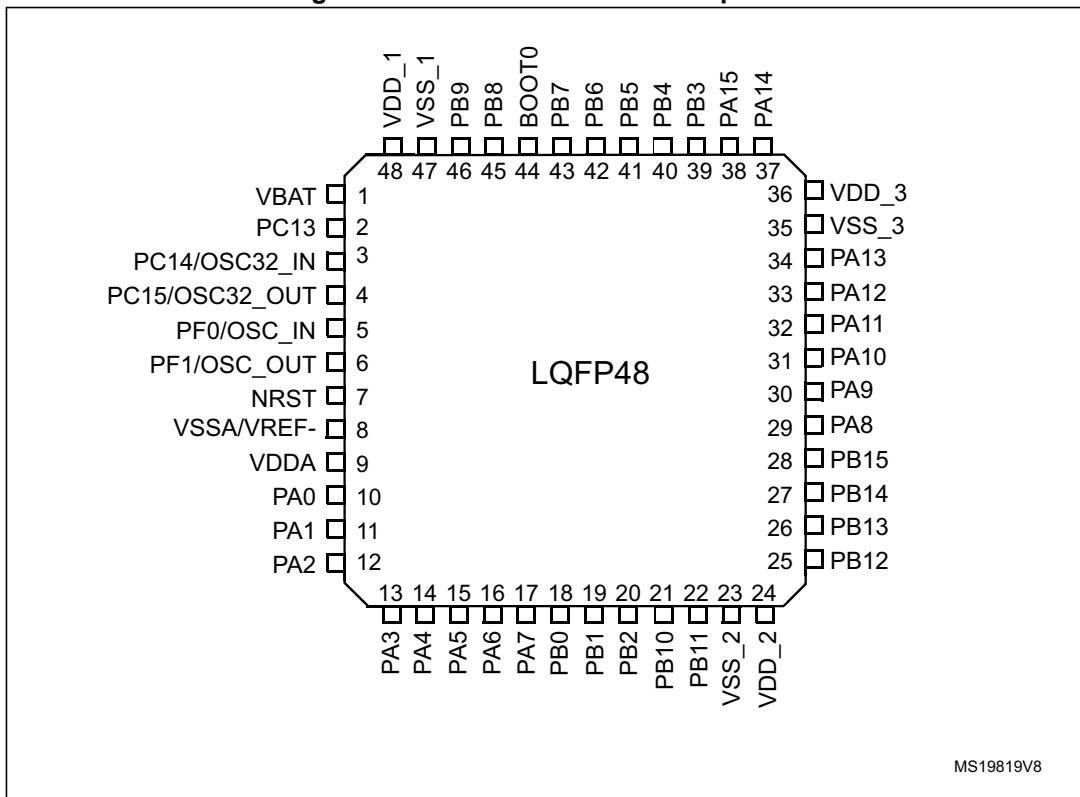 VDD_1
VSS_1
PB9
PB8
BOOT0
PB7
PB6
PB5
PB4
PB3
PA15
PA14
48 47 46 45 44 43 42 41 40 39 38 37
VBAT 1
PC13 2
PC14/OSC32_IN 3
PC15/OSC32_OUT 4
PF0/OSC_IN 5
PF1/OSC_OUT 6
NRST 7
VSSA/VREF- 8
VDDA 9
PA0 10
PA1 11
PA2 12
LQFP48
36 VDD_3
35 VSS_3
34 PA13
33 PA12
32 PA11
31 PA10
30 PA9
29 PA8
28 PB15
27 PB14
26 PB13
25 PB12
13 14 15 16 17 18 19 20 21 22 23 24
PA3
PA4
PA5
PA6
PA7
PB0
PB1
PB2
PB10
PB11
VSS_2
VDD_2
MS19819V8